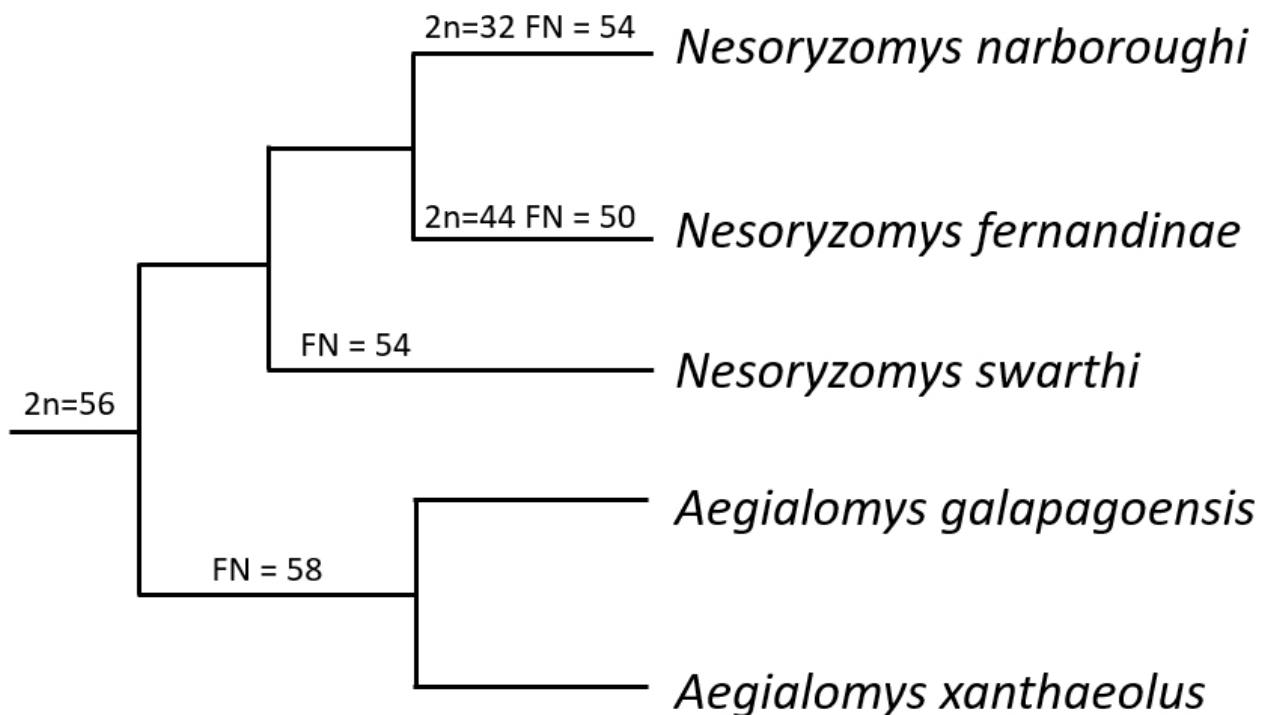 2n=32 FN = 54
Nesoryzomys narboroughi
2n=44 FN = 50
Nesoryzomys fernandinae
FN = 54
Nesoryzomys swarthi
2n=56
Aegialomys galapagoensis
FN = 58
Aegialomys xanthaeolus